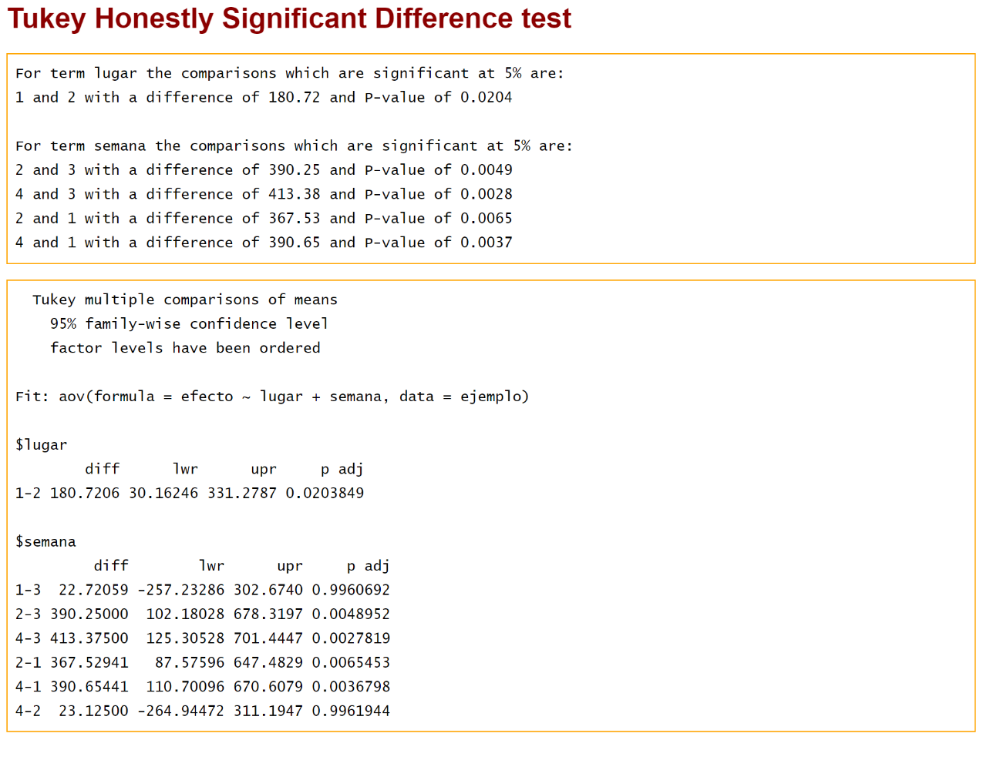 Tukey Honestly Significant Difference test
For term lugar the comparisons which are significant at 5% are:
1 and 2 with a difference of 180.72 and P-value of 0.0204
For term semana the comparisons which are significant at 5% are:
2 and 3 with a difference of 390.25 and P-value of 0.0049
4 and 3 with a difference of 413.38 and P-value of 0.0028
2 and 1 with a difference of 367.53 and P-value of 0.0065
4 and 1 with a difference of 390.65 and P-value of 0.0037
Tukey multiple comparisons of means
95% family-wise confidence level
factor levels have been ordered
Fit: aov(formula = efecto ~ lugar + semana, data = ejemplo)
$lugar
diff lwr upr p adj
1-2 180.7206 30.16246 331.2787 0.0203849
$semana
diff lwr upr p adj
1-3 22.72059 -257.23286 302.6740 0.9960692
2-3 390.25000 102.18028 678.3197 0.0048952
4-3 413.37500 125.30528 701.4447 0.0027819
2-1 367.52941 87.57596 647.4829 0.0065453
4-1 390.65441 110.70096 670.6079 0.0036798
4-2 23.12500 -264.94472 311.1947 0.9961944